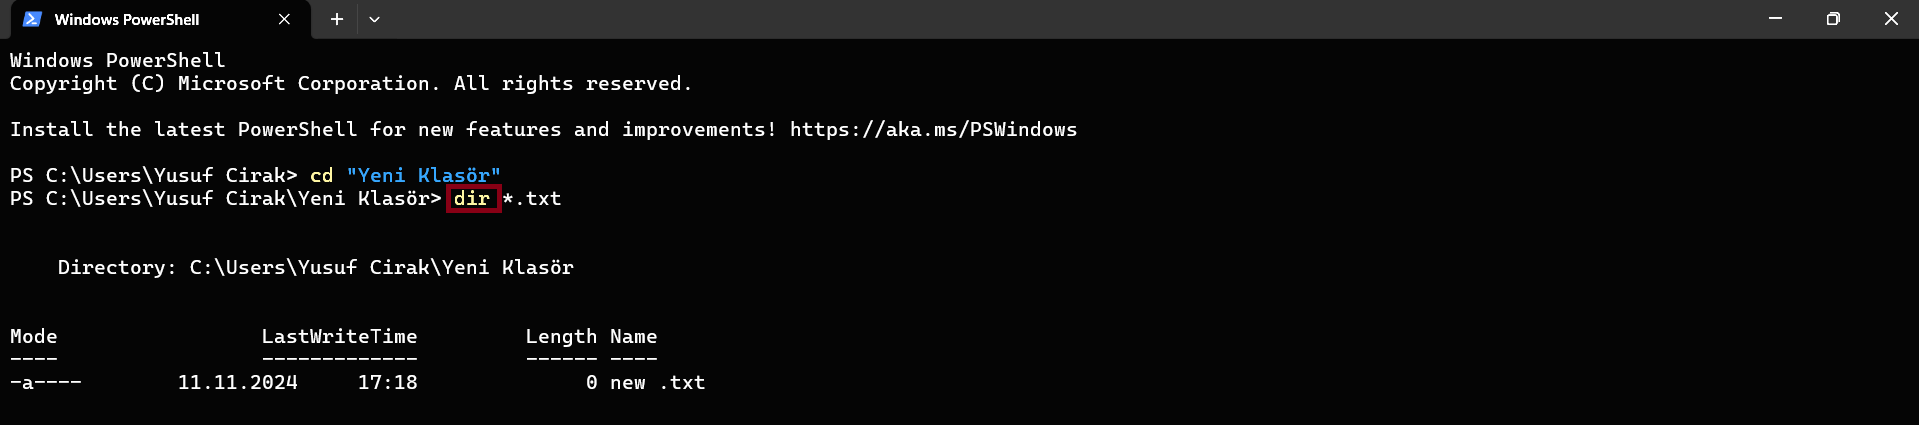 Windows PowerShell
Windows PowerShell
Copyright (C) Microsoft Corporation. All rights reserved.
Install the latest PowerShell for new features and improvements! https://aka.ms/PSWindows
PS C:\Users\Yusuf Cirak> cd "Yeni Klasör"
PS C:\Users\Yusuf Cirak\Yeni Klasör> dir *.txt
Directory: C:\Users\Yusuf Cirak\Yeni Klasör
Mode                 LastWriteTime         Length Name
----                 -------------         ------ ----
-a----        11.11.2024     17:18              0 new .txt